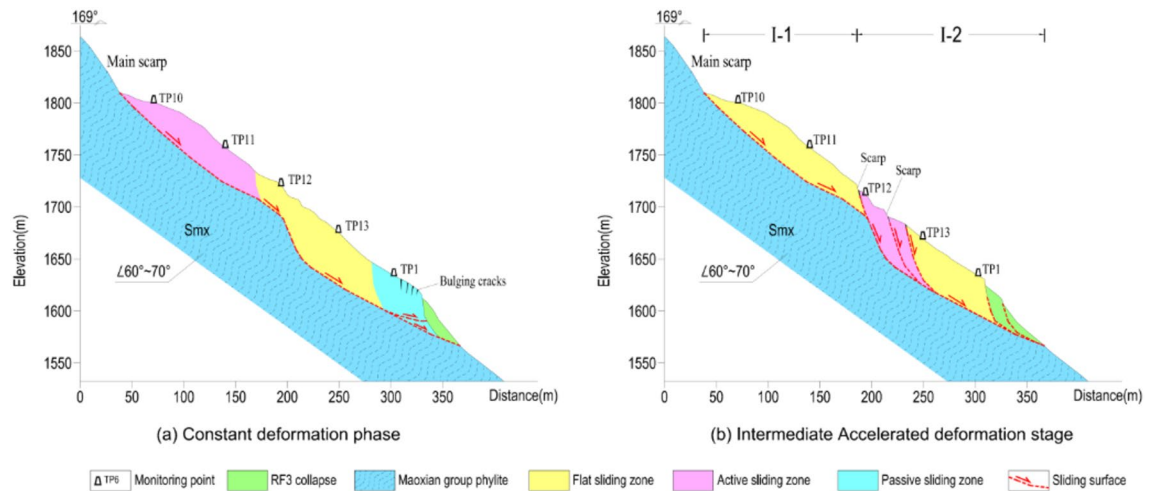 169°
1850
1800
1750
1700
1650
1600
1550
Elevation(m)
Main scarp
TP10
TP11
TP12
TP13
TP1
Bulging cracks
Smx
∠60°~70°
0 50 100 150 200 250 300 350 400 Distance(m)
(a) Constant deformation phase
169°
I-1 I-2
1850
1800
1750
1700
1650
1600
1550
Elevation(m)
Main scarp
TP10
TP11
Scarp
TP12
Scarp
TP13
TP1
Smx
∠60°~70°
0 50 100 150 200 250 300 350 400 Distance(m)
(b) Intermediate Accelerated deformation stage
TP6 Monitoring point RF3 collapse Maoxian group phylite Flat sliding zone Active sliding zone Passive sliding zone Sliding surface